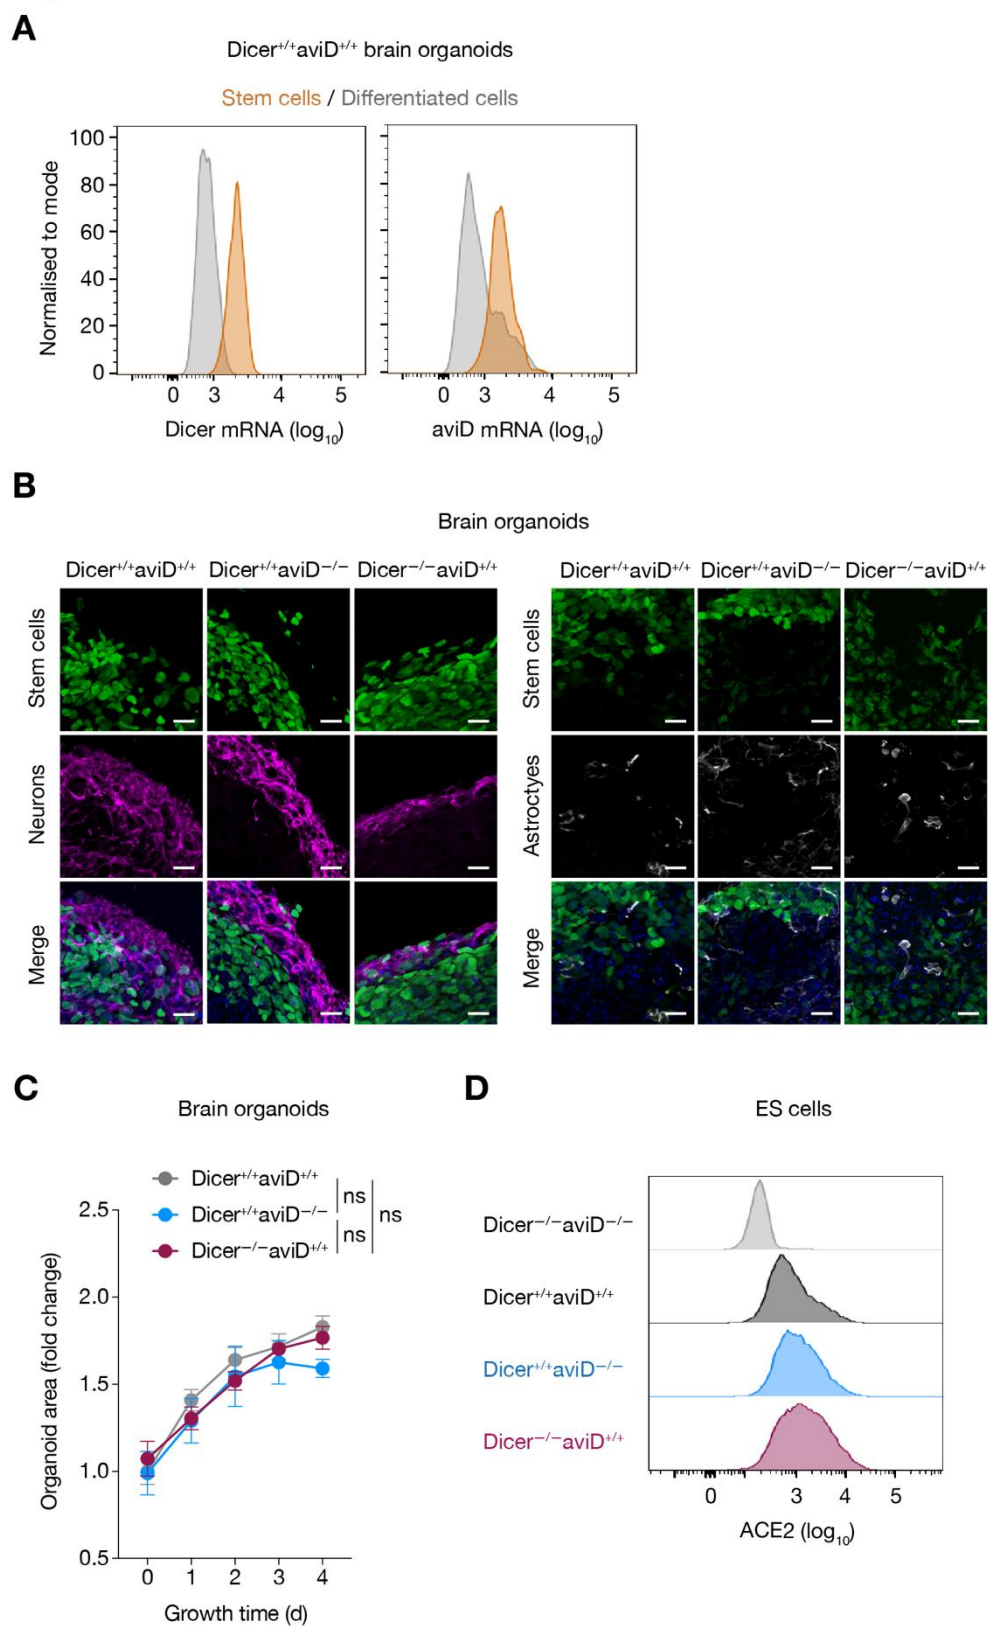 A
Dicer⁺/⁺aviD⁺/⁺ brain organoids
Stem cells / Differentiated cells
Normalised to mode
100
80
60
40
20
0
0 3 4 5
Dicer mRNA (log₁₀)
0 3 4 5
aviD mRNA (log₁₀)
B
Brain organoids
Dicer⁺/⁺aviD⁺/⁺ Dicer⁺/⁺aviD⁻/⁻ Dicer⁻/⁻aviD⁺/⁺
Stem cells
Neurons
Merge
Dicer⁺/⁺aviD⁺/⁺ Dicer⁺/⁺aviD⁻/⁻ Dicer⁻/⁻aviD⁺/⁺
Stem cells
Astroctyes
Merge
C
Brain organoids
Dicer⁺/⁺aviD⁺/⁺
Dicer⁺/⁺aviD⁻/⁻
Dicer⁻/⁻aviD⁺/⁺
ns
ns
ns
Organoid area (fold change)
2.5
2.0
1.5
1.0
0.5
0 1 2 3 4
Growth time (d)
D
ES cells
Dicer⁻/⁻aviD⁻/⁻
Dicer⁺/⁺aviD⁺/⁺
Dicer⁺/⁺aviD⁻/⁻
Dicer⁻/⁻aviD⁺/⁺
0 3 4 5
ACE2 (log₁₀)